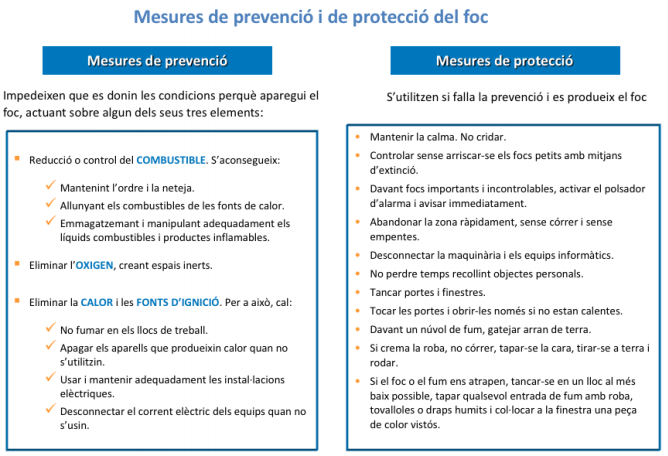 Mesures de prevenció i de protecció del foc
Mesures de prevenció
Impedeixen que es donin les condicions perquè aparegui el
foc, actuant sobre algun dels seus tres elements:
Reducció o control del COMBUSTIBLE. S'aconsegueix:
Mantenint l'ordre i la neteja.
Allunyant els combustibles de les fonts de calor.
Emmagatzemant i manipulant adequadament els
líquids combustibles i productes inflamables.
Eliminar l'OXIGEN, creant espais inerts.
Eliminar la CALOR i les FONTS D'IGNICIÓ. Per a això, cal:
No fumar en els llocs de treball.
Apagar els aparells que produeixin calor quan no
s'utilitzin.
Usar i mantenir adequadament les instal·lacions
elèctriques.
Desconnectar el corrent elèctric dels equips quan no
s'usin.
Mesures de protecció
S'utilitzen si falla la prevenció i es produeix el foc
Mantenir la calma. No cridar.
Controlar sense arriscar-se els focs petits amb mitjans
d'extinció.
Davant focs importants i incontrolables, activar el polsador
d'alarma i avisar immediatament.
Abandonar la zona ràpidament, sense córrer i sense
empentes.
Desconnectar la maquinària i els equips informàtics.
No perdre temps recollint objectes personals.
Tancar portes i finestres.
Tocar les portes i obrir-les només si no estan calentes.
Davant un núvol de fum, gatejar arran de terra.
Si crema la roba, no córrer, tapar-se la cara, tirar-se a terra i
rodar.
Si el foc o el fum ens atrapen, tancar-se en un lloc al més
baix possible, tapar qualsevol entrada de fum amb roba,
tovalloles o draps humits i col·locar a la finestra una peça
de color vistós.